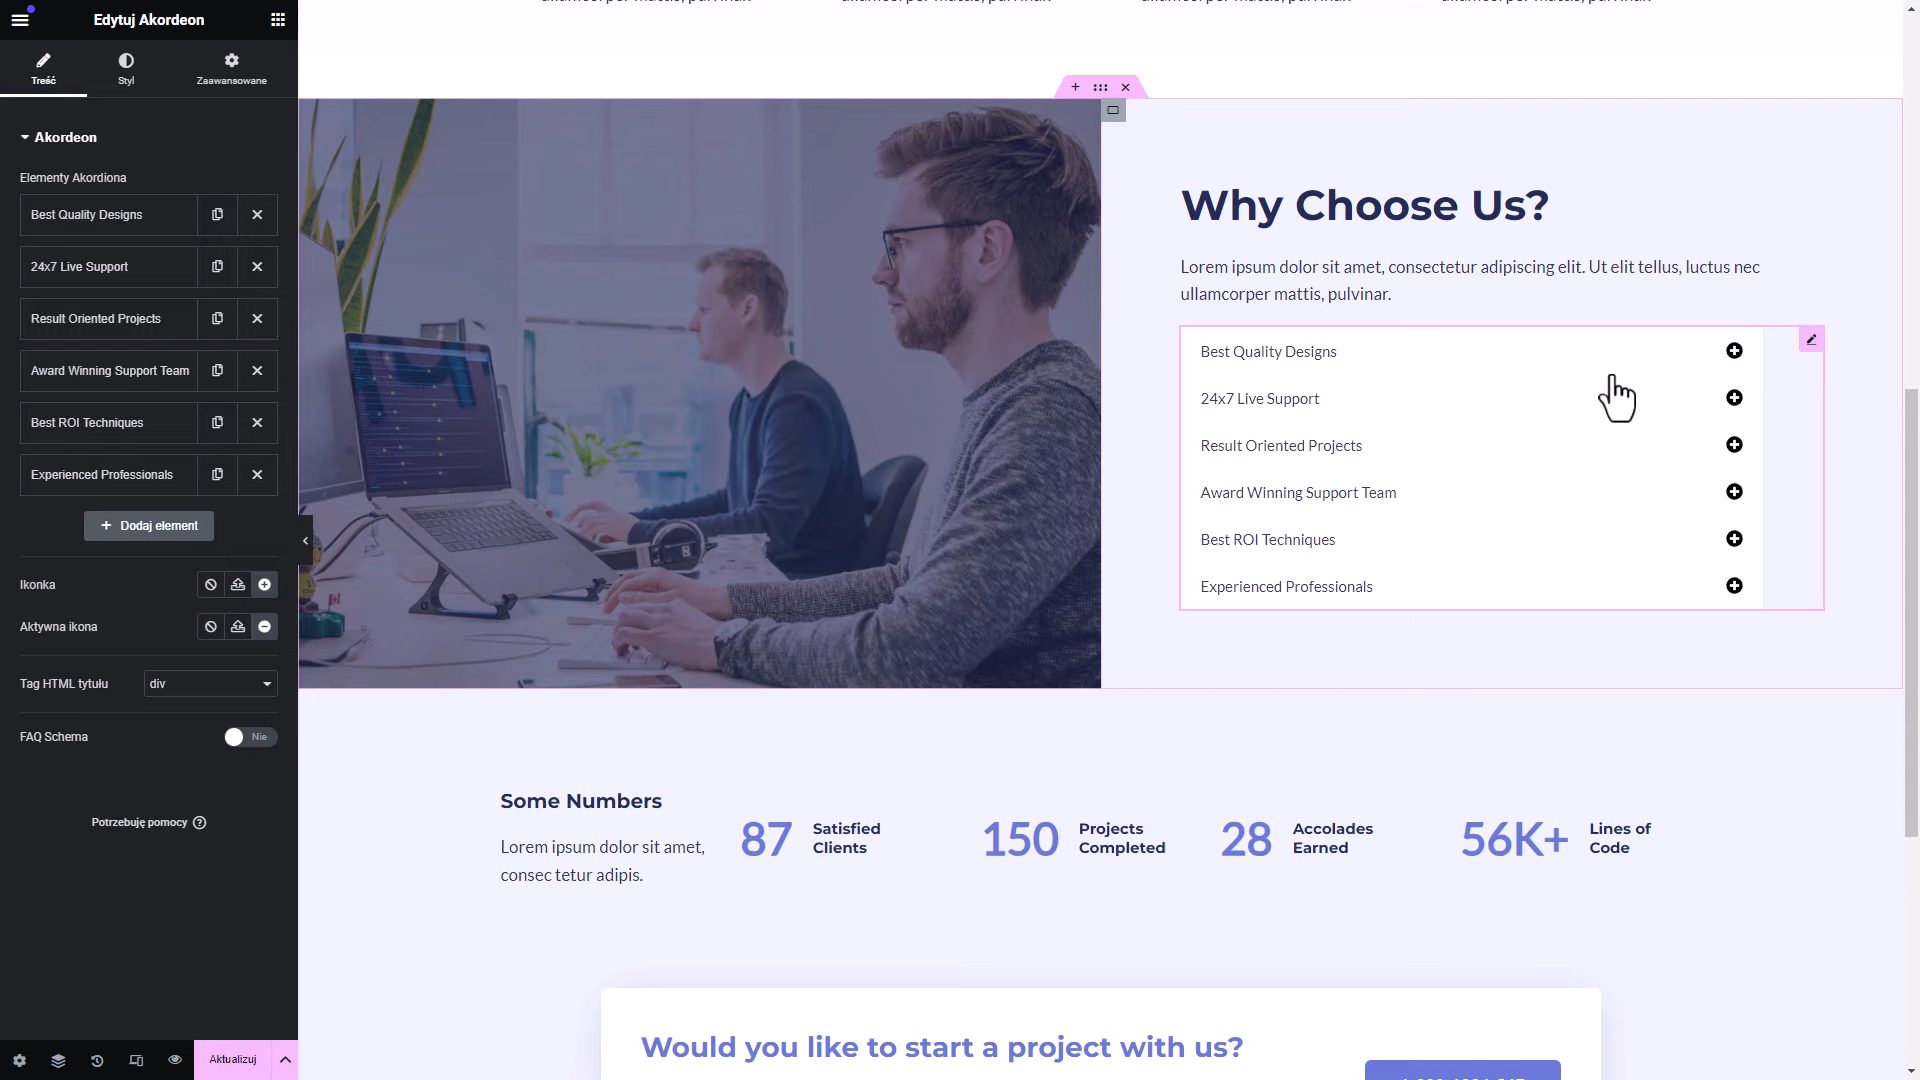 Edytuj Akordeon
Treść
Styl
Zaawansowane
Akordeon
Elementy Akordiona
Best Quality Designs
24x7 Live Support
Result Oriented Projects
Award Winning Support Team
Best ROI Techniques
Experienced Professionals
Dodaj element
Ikonka
Aktywna ikona
Tag HTML tytułu
div
FAQ Schema
Nie
Potrzebuję pomocy
Aktualizuj
Why Choose Us?
Lorem ipsum dolor sit amet, consectetur adipiscing elit. Ut elit tellus, luctus nec
ullamcorper mattis, pulvinar.
Best Quality Designs
24x7 Live Support
Result Oriented Projects
Award Winning Support Team
Best ROI Techniques
Experienced Professionals
Some Numbers
Lorem ipsum dolor sit amet,
consec tetur adipis.
87
Satisfied
Clients
150
Projects
Completed
28
Accolades
Earned
56K+
Lines of
Code
Would you like to start a project with us?